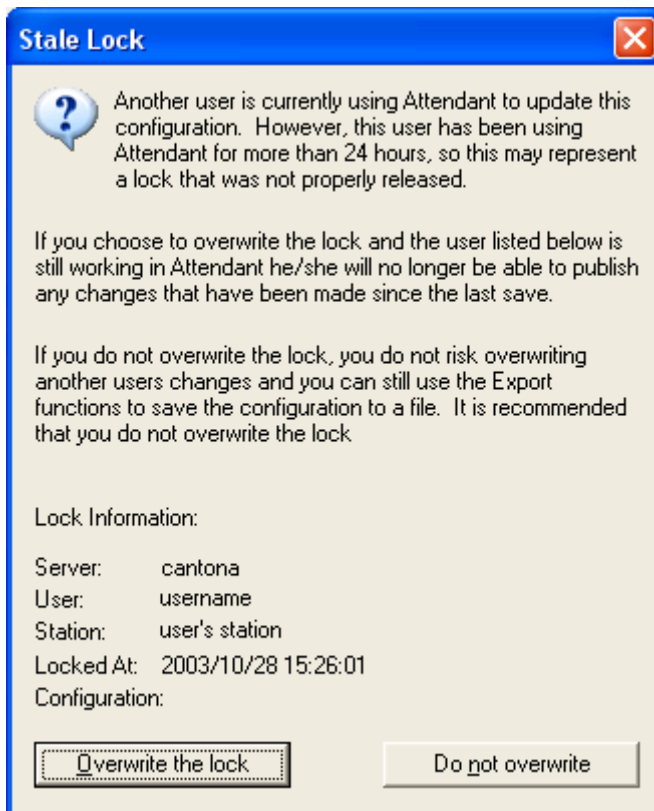 Stale Lock
Another user is currently using Attendant to update this
configuration.  However, this user has been using
Attendant for more than 24 hours, so this may represent
a lock that was not properly released.
If you choose to overwrite the lock and the user listed below is
still working in Attendant he/she will no longer be able to publish
any changes that have been made since the last save.
If you do not overwrite the lock, you do not risk overwriting
another users changes and you can still use the Export
functions to save the configuration to a file.  It is recommended
that you do not overwrite the lock
Lock Information:
Server: cantona
User: username
Station: user's station
Locked At: 2003/10/28 15:26:01
Configuration:
Overwrite the lock Do not overwrite